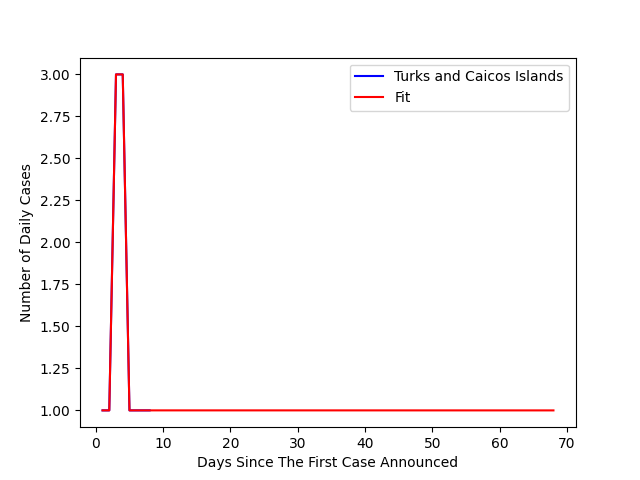 Turks and Caicos Islands
Fit
Number of Daily Cases
3.00
2.75
2.50
2.25
2.00
1.75
1.50
1.25
1.00
0 10 20 30 40 50 60 70
Days Since The First Case Announced